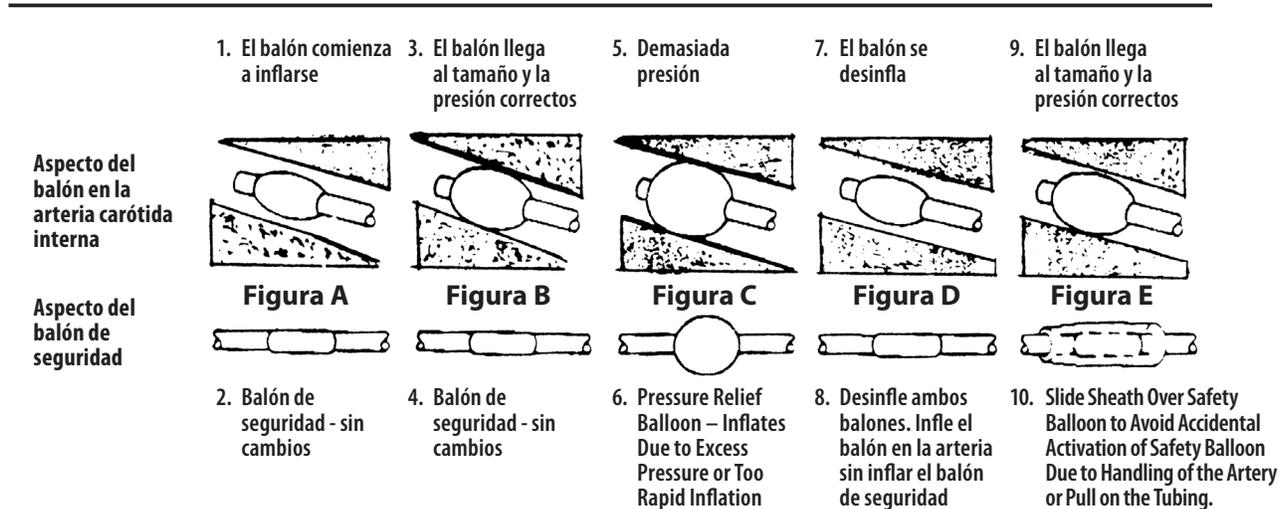 1. El balón comienza
a inflarse
3. El balón llega
al tamaño y la
presión correctos
5. Demasiada
presión
7. El balón se
desinfla
9. El balón llega
al tamaño y la
presión correctos
Aspecto del
balón en la
arteria carótida
interna
Figura A
Figura B
Figura C
Figura D
Figura E
Aspecto del
balón de
seguridad
2. Balón de
seguridad - sin
cambios
4. Balón de
seguridad - sin
cambios
6. Pressure Relief
Balloon – Inflates
Due to Excess
Pressure or Too
Rapid Inflation
8. Desinfle ambos
balones. Infle el
balón en la arteria
sin inflar el balón
de seguridad
10. Slide Sheath Over Safety
Balloon to Avoid Accidental
Activation of Safety Balloon
Due to Handling of the Artery
or Pull on the Tubing.